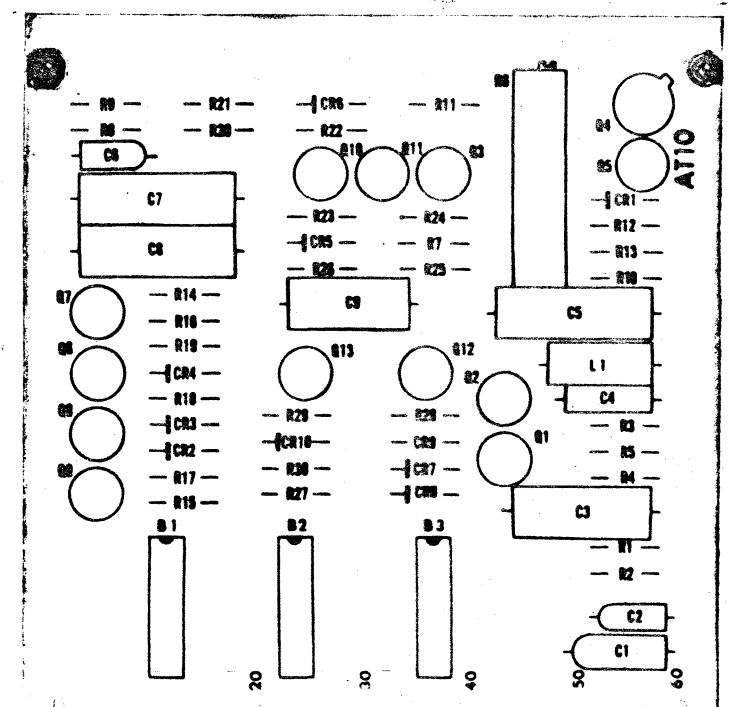 R9 R21 CR6 R11
R8 R20 R22
C6 Q10 Q11 Q3
C7
C8
R23 R24
CR5 R7
R26 R25
C9
R6
Q4
Q5
AT10
CR1
R12
R13
R10
C5
L1
C4
Q7 R14
R16
R19
Q6 CR4
R18
CR3
CR2
R17
R15
Q13 Q12
Q2
R29 R28
CR10 CR9
R30 CR7
R27 CR8
Q1
R3
R5
R4
C3
R1
R2
B1 B2 B3
C2
C1
20 30 40 50 60